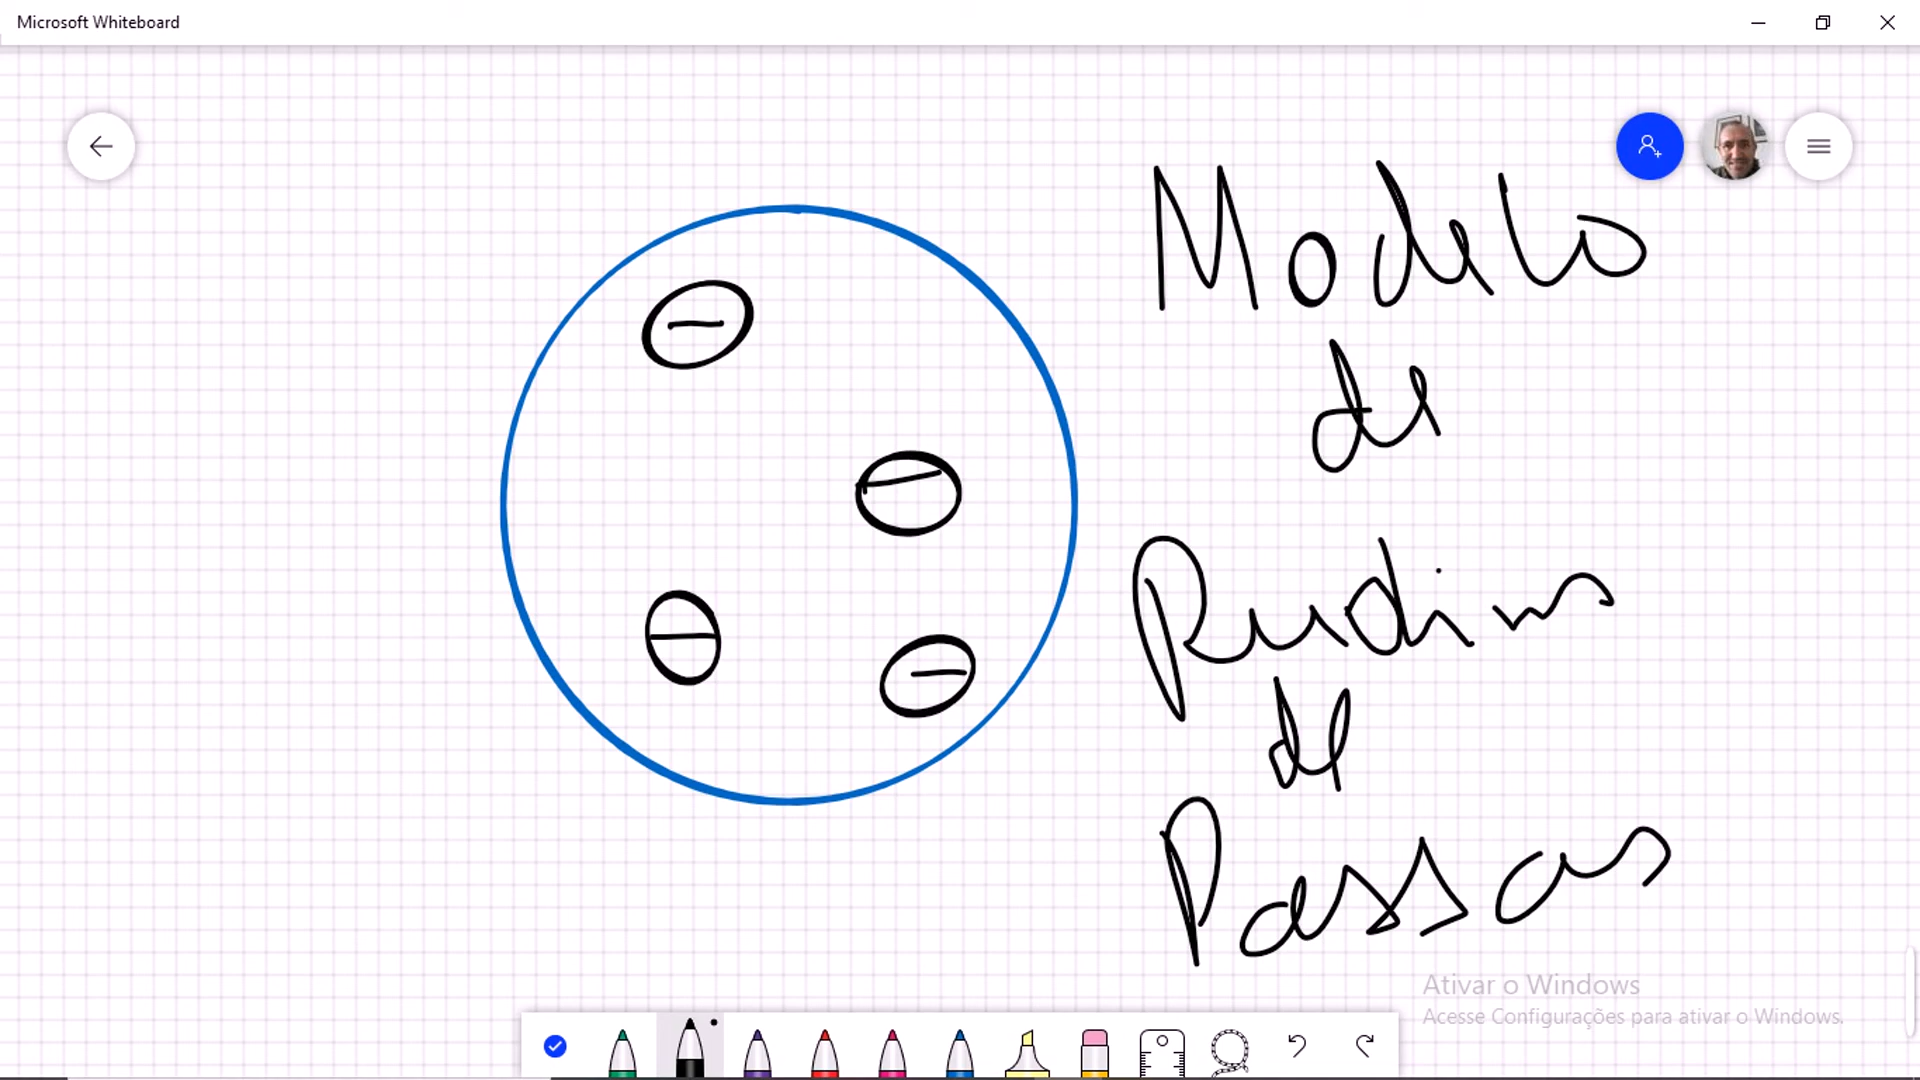 Microsoft Whiteboard
Modelo
de
Pudim
de
Passas
Ativar o Windows
Acesse Configurações para ativar o Windows.